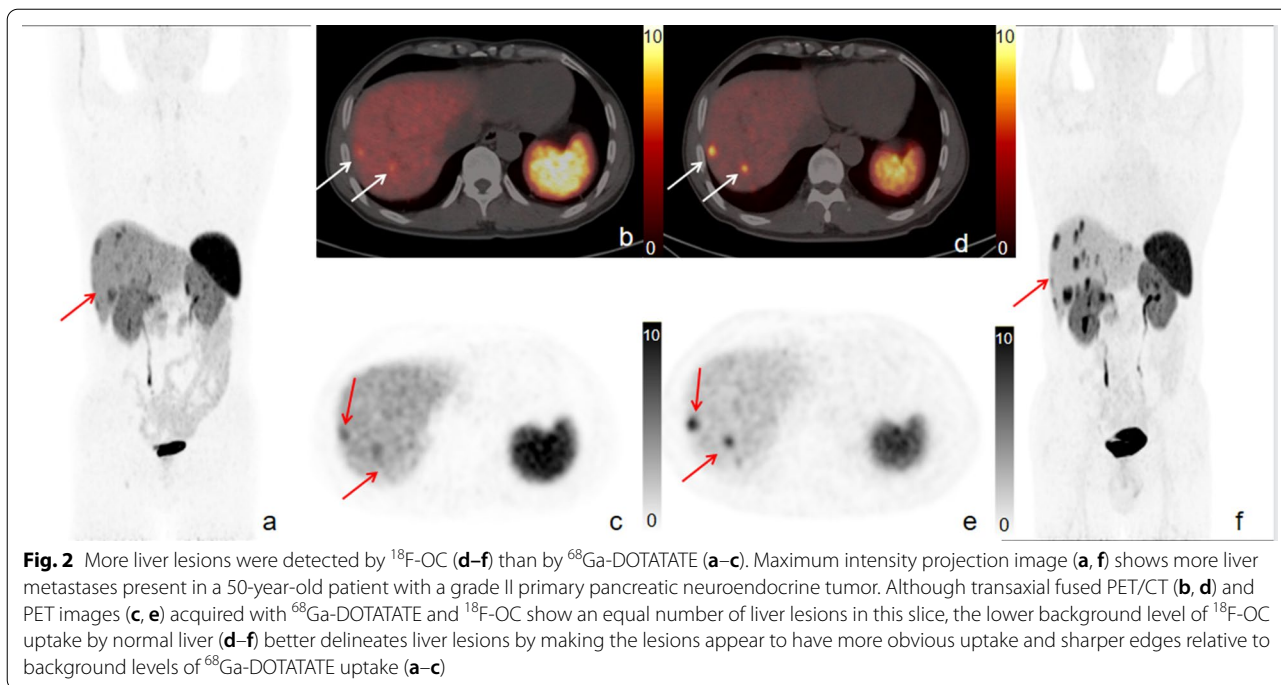 10
10
b
d
0
0
10
10
a
c
0
e
0
f
Fig. 2 More liver lesions were detected by ¹⁸F-OC (d–f) than by ⁶⁸Ga-DOTATATE (a–c). Maximum intensity projection image (a, f) shows more liver
metastases present in a 50-year-old patient with a grade II primary pancreatic neuroendocrine tumor. Although transaxial fused PET/CT (b, d) and
PET images (c, e) acquired with ⁶⁸Ga-DOTATATE and ¹⁸F-OC show an equal number of liver lesions in this slice, the lower background level of ¹⁸F-OC
uptake by normal liver (d–f) better delineates liver lesions by making the lesions appear to have more obvious uptake and sharper edges relative to
background levels of ⁶⁸Ga-DOTATATE uptake (a–c)